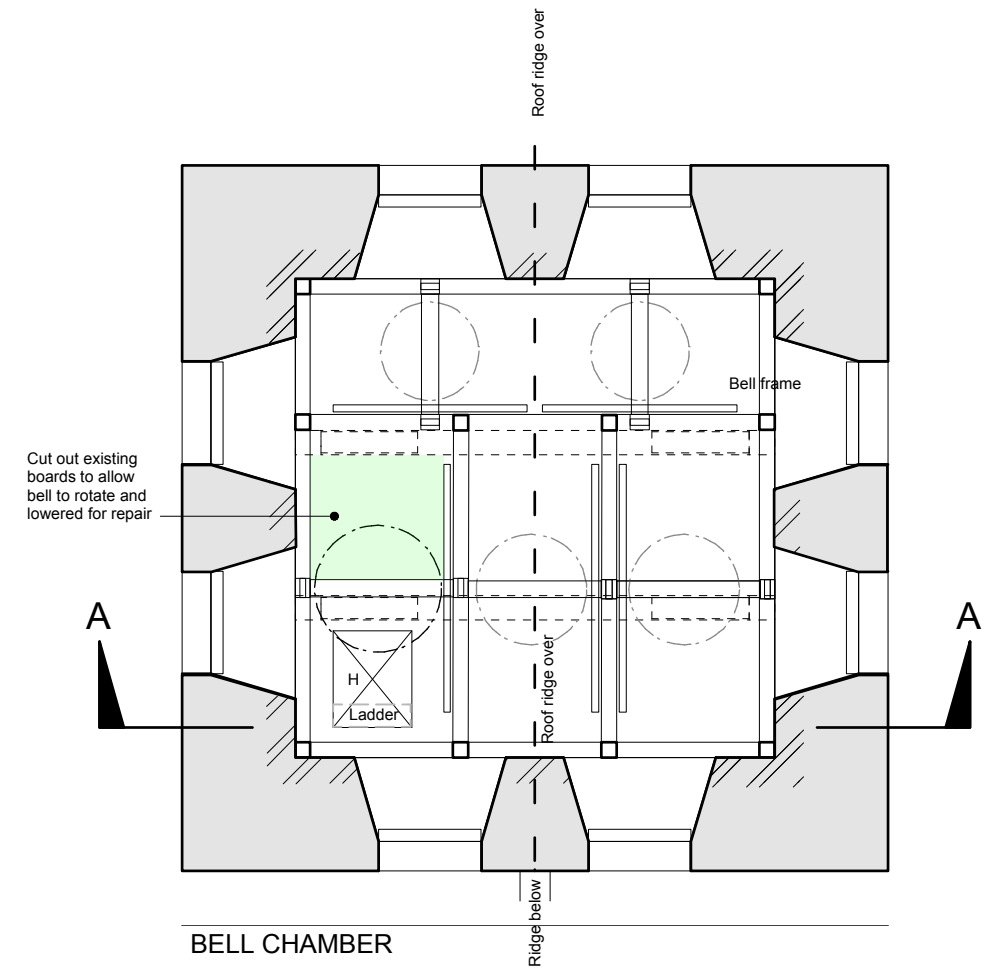 Roof ridge over
Bell frame
Cut out existing
boards to allow
bell to rotate and
lowered for repair
A
A
H
Ladder
Roof ridge over
Ridge below
BELL CHAMBER